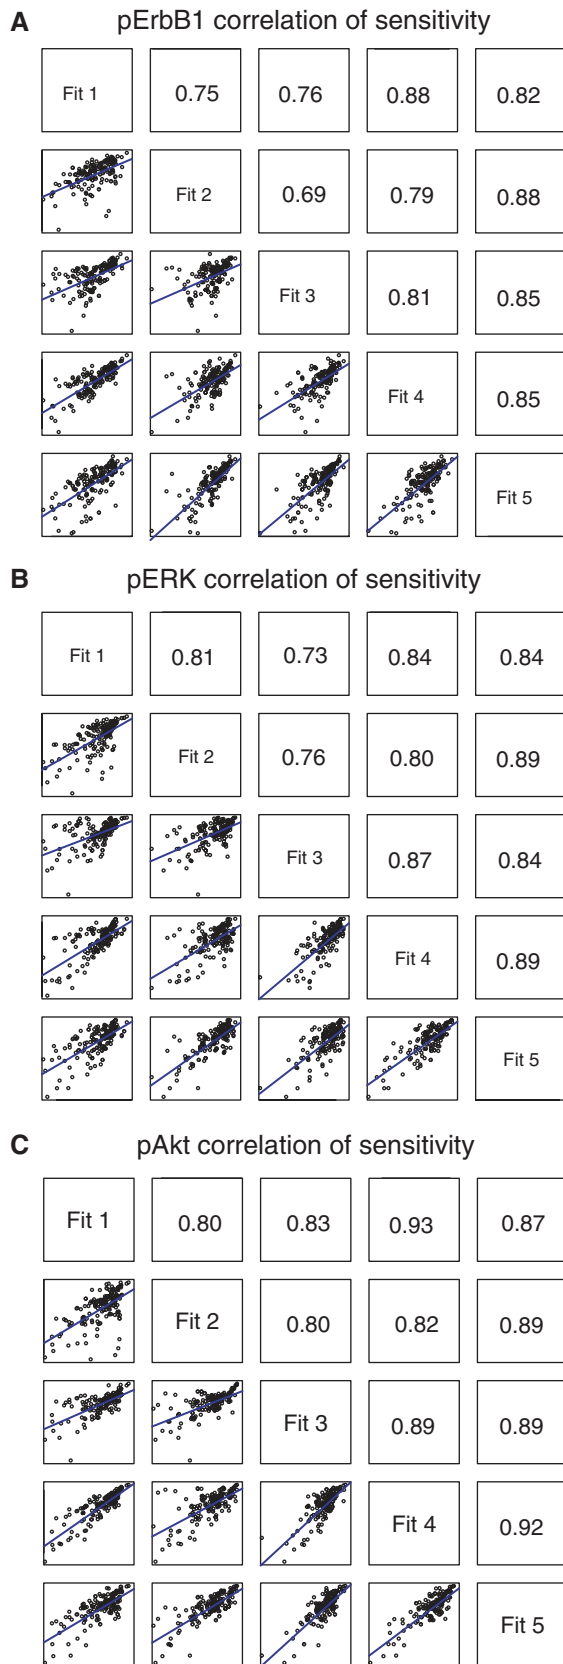 A pErbB1 correlation of sensitivity
Fit 1 0.75 0.76 0.88 0.82
Fit 2 0.69 0.79 0.88
Fit 3 0.81 0.85
Fit 4 0.85
Fit 5
B pERK correlation of sensitivity
Fit 1 0.81 0.73 0.84 0.84
Fit 2 0.76 0.80 0.89
Fit 3 0.87 0.84
Fit 4 0.89
Fit 5
C pAkt correlation of sensitivity
Fit 1 0.80 0.83 0.93 0.87
Fit 2 0.80 0.82 0.89
Fit 3 0.89 0.89
Fit 4 0.92
Fit 5